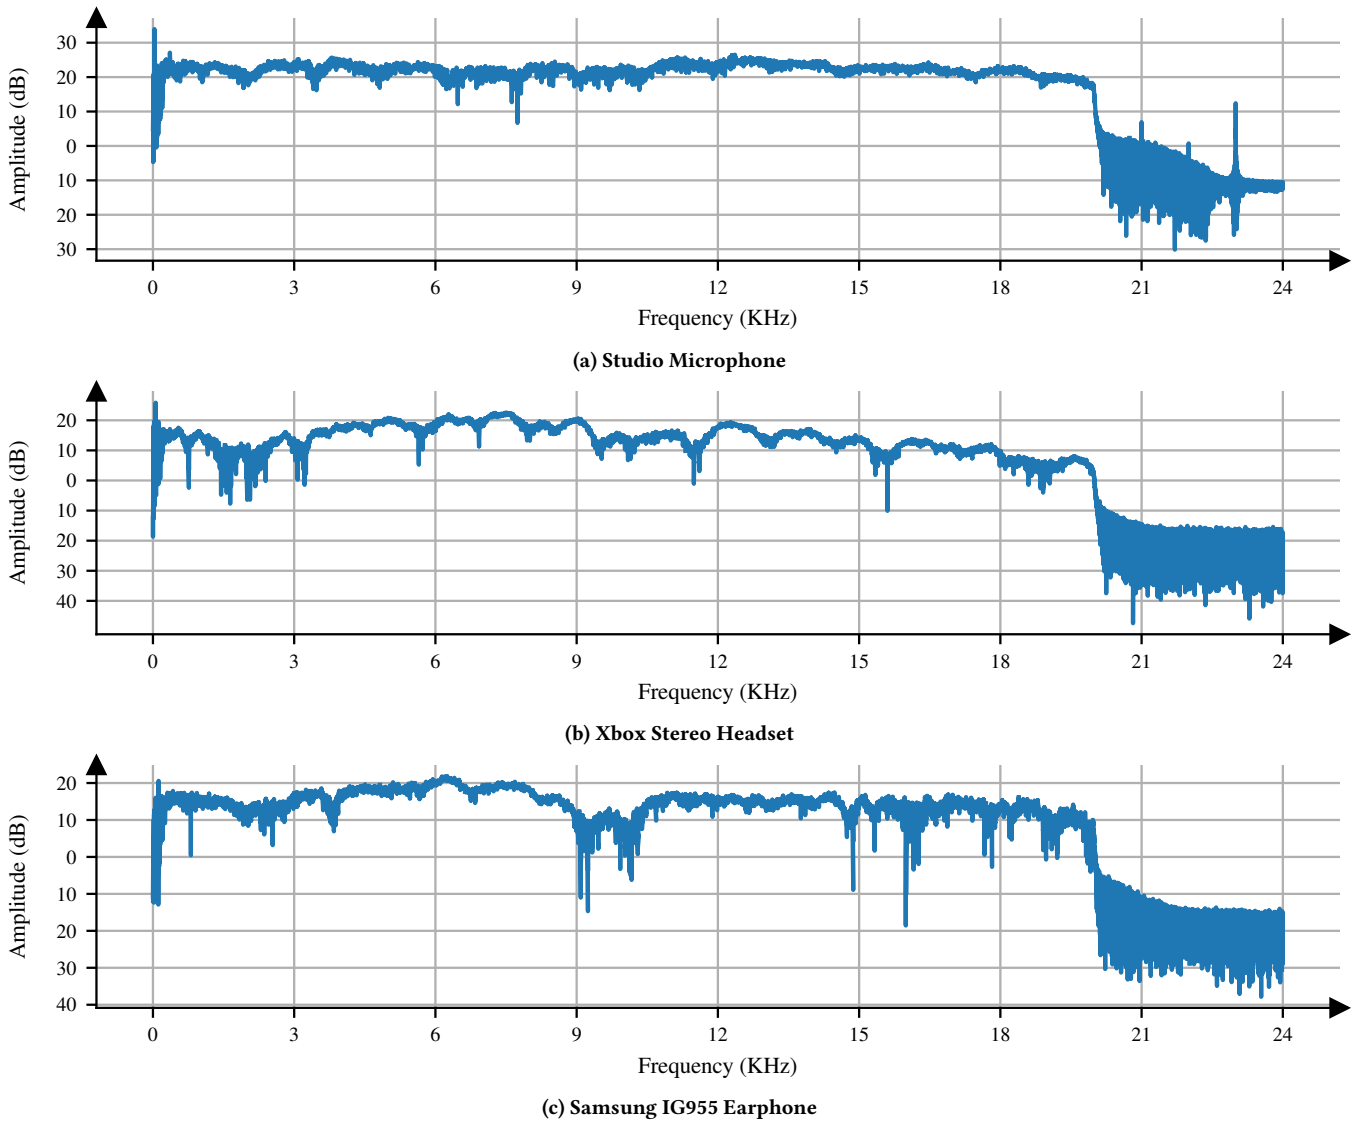 Amplitude (dB)
30
20
10
0
10
20
30
0 3 6 9 12 15 18 21 24
Frequency (KHz)
(a) Studio Microphone
Amplitude (dB)
20
10
0
10
20
30
40
0 3 6 9 12 15 18 21 24
Frequency (KHz)
(b) Xbox Stereo Headset
Amplitude (dB)
20
10
0
10
20
30
40
0 3 6 9 12 15 18 21 24
Frequency (KHz)
(c) Samsung IG955 Earphone